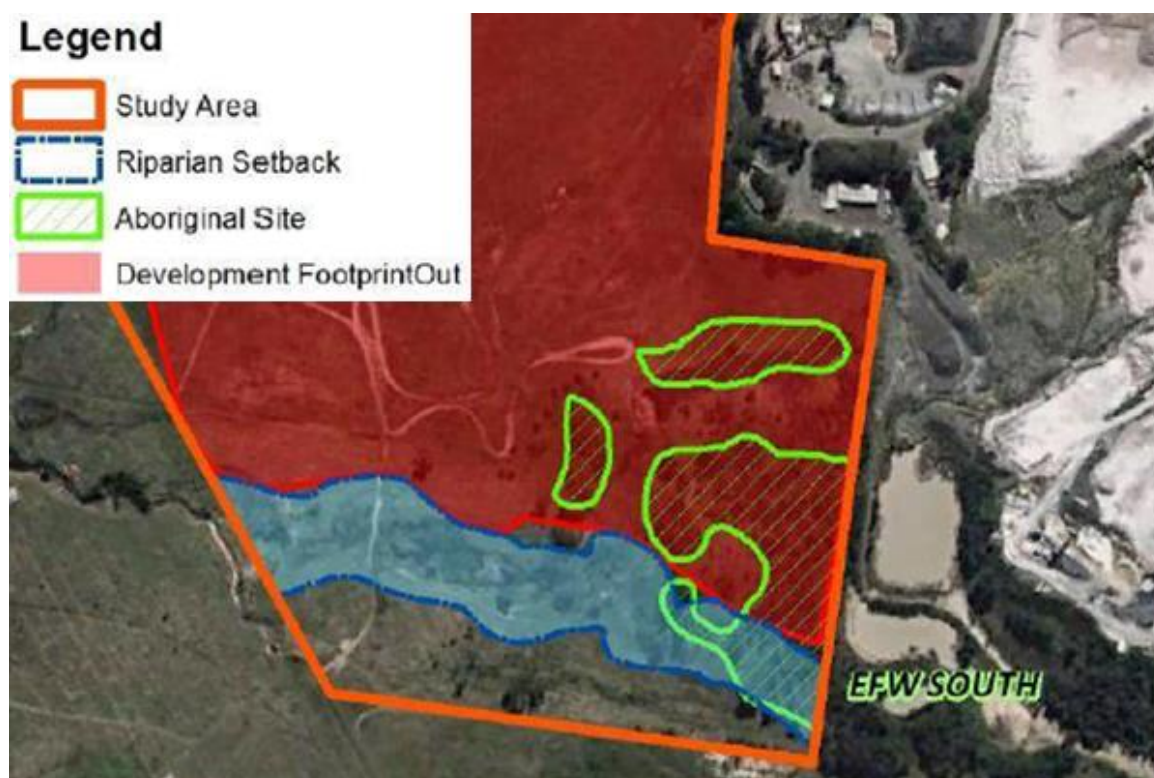 Legend
Study Area
Riparian Setback
Aboriginal Site
Development FootprintOut
EFW SOUTH